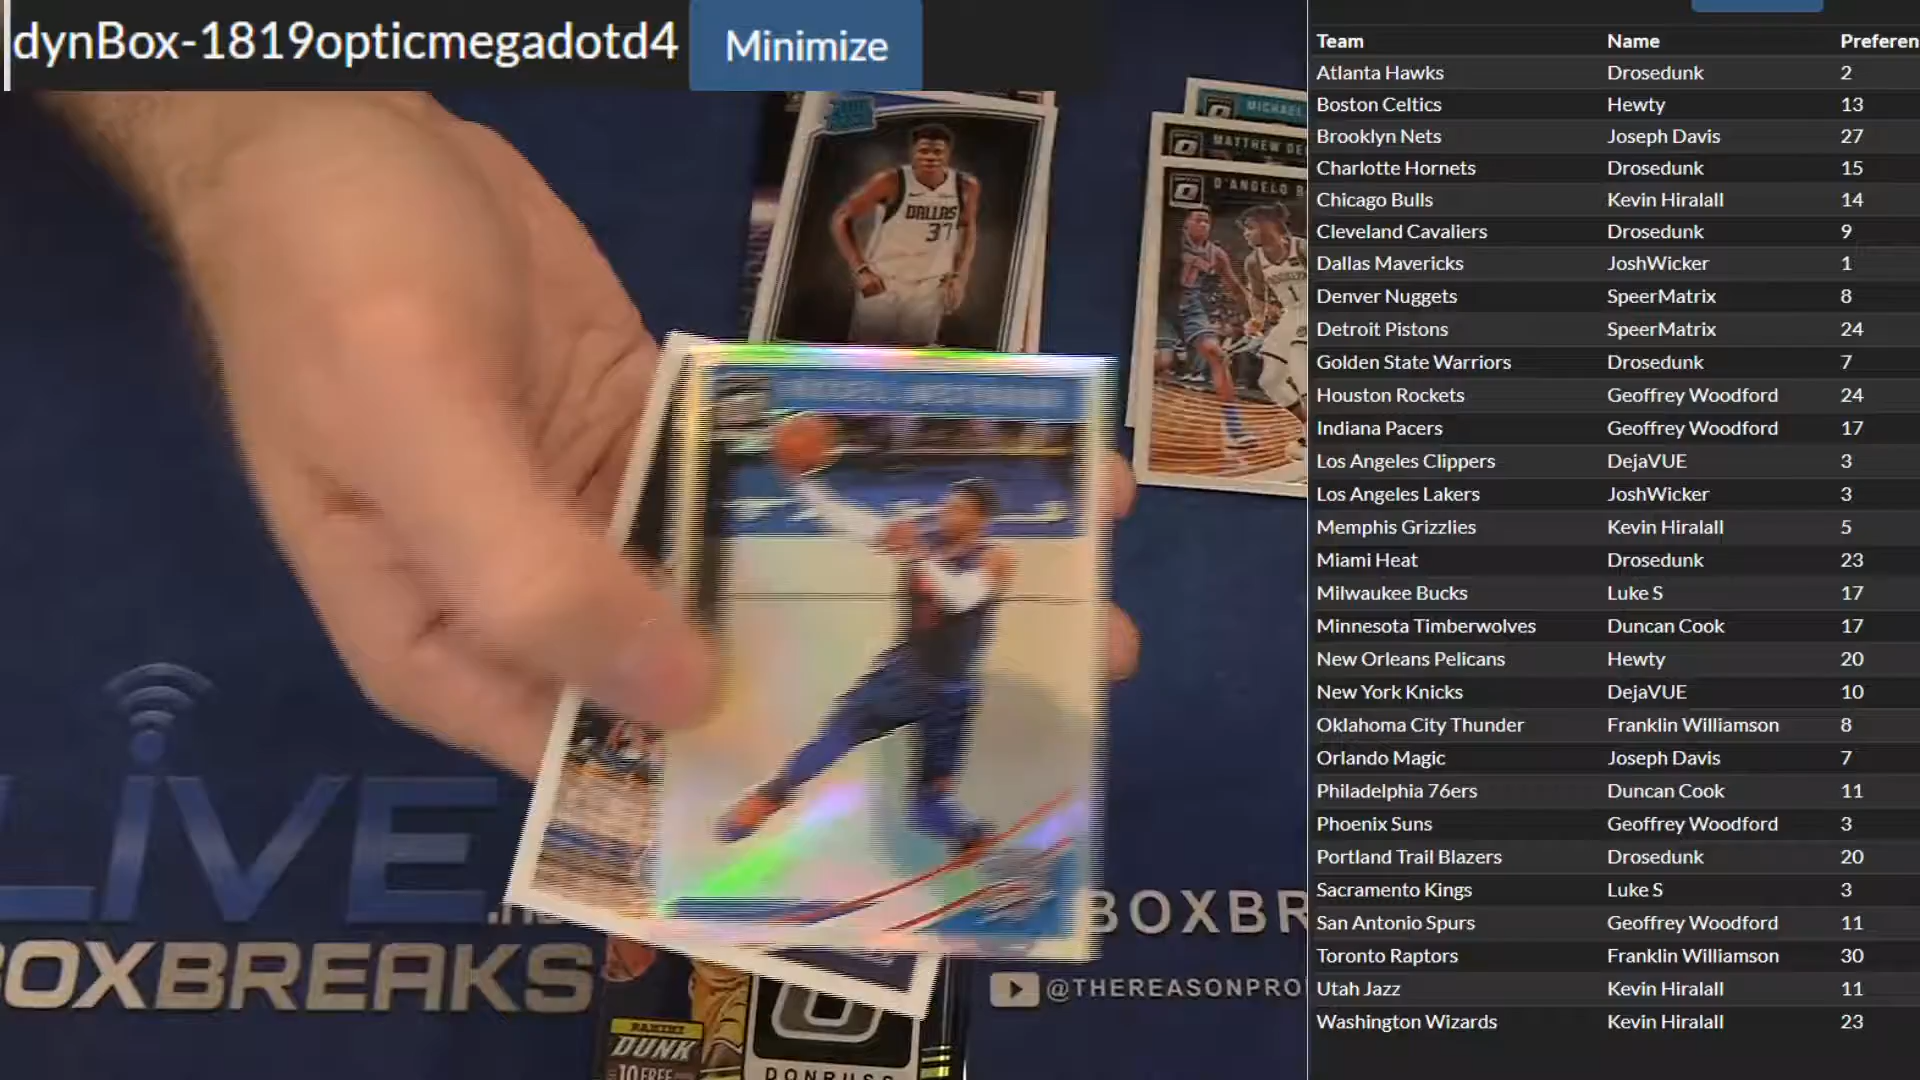 dynBox-1819opticmegadotd4
Minimize
Team Name Preferen
Atlanta Hawks Drosedunk 2
Boston Celtics Hewty 13
Brooklyn Nets Joseph Davis 27
Charlotte Hornets Drosedunk 15
Chicago Bulls Kevin Hiralall 14
Cleveland Cavaliers Drosedunk 9
Dallas Mavericks JoshWicker 1
Denver Nuggets SpeerMatrix 8
Detroit Pistons SpeerMatrix 24
Golden State Warriors Drosedunk 7
Houston Rockets Geoffrey Woodford 24
Indiana Pacers Geoffrey Woodford 17
Los Angeles Clippers DejaVUE 3
Los Angeles Lakers JoshWicker 3
Memphis Grizzlies Kevin Hiralall 5
Miami Heat Drosedunk 23
Milwaukee Bucks Luke S 17
Minnesota Timberwolves Duncan Cook 17
New Orleans Pelicans Hewty 20
New York Knicks DejaVUE 10
Oklahoma City Thunder Franklin Williamson 8
Orlando Magic Joseph Davis 7
Philadelphia 76ers Duncan Cook 11
Phoenix Suns Geoffrey Woodford 3
Portland Trail Blazers Drosedunk 20
Sacramento Kings Luke S 3
San Antonio Spurs Geoffrey Woodford 11
Toronto Raptors Franklin Williamson 30
Utah Jazz Kevin Hiralall 11
Washington Wizards Kevin Hiralall 23
MICHAEL
MATTHEW DE
D'ANGELO R
DALLAS
37
LIVE
BOXBREAKS
BOXBR
@THEREASONPRO
PANINI
DUNK
10 FREE
DONRUSS